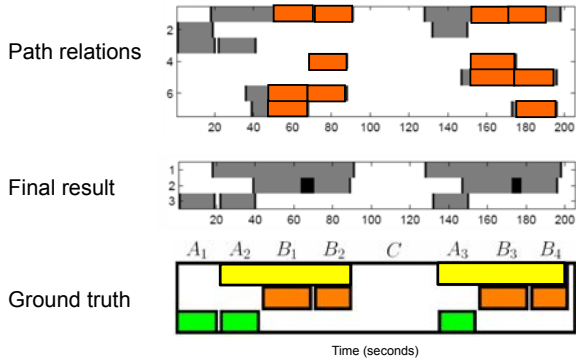 Path relations
2
4
6
20 40 60 80 100 120 140 160 180 200
Final result
1
2
3
20 40 60 80 100 120 140 160 180 200
A1 A2 B1 B2 C A3 B3 B4
Ground truth
Time (seconds)